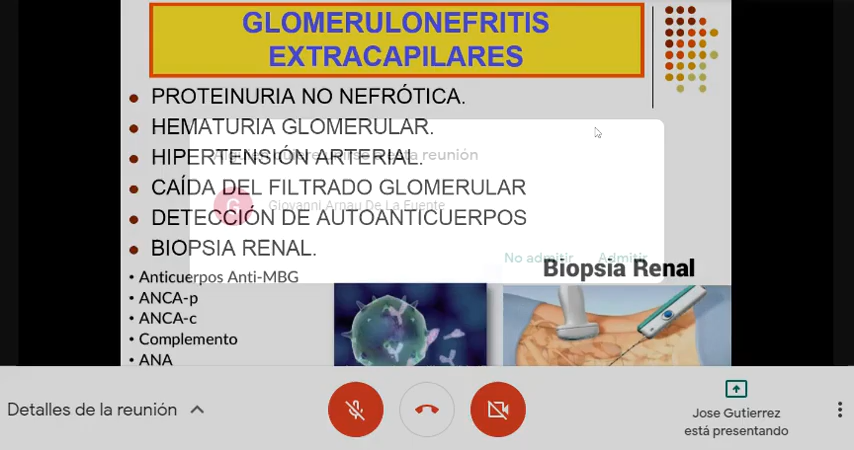 GLOMERULONEFRITIS
EXTRACAPILARES
• PROTEINURIA NO NEFRÓTICA.
• HEMATURIA GLOMERULAR.
• HIPERTENSIÓN ARTERIAL.
reunión
• CAÍDA DEL FILTRADO GLOMERULAR
G Giovanni Arnau De La Fuente
• DETECCIÓN DE AUTOANTICUERPOS
• BIOPSIA RENAL.
No admitir Admitir
Biopsia Renal
• Anticuerpos Anti-MBG
• ANCA-p
• ANCA-c
• Complemento
• ANA
Detalles de la reunión
Jose Gutierrez
está presentando